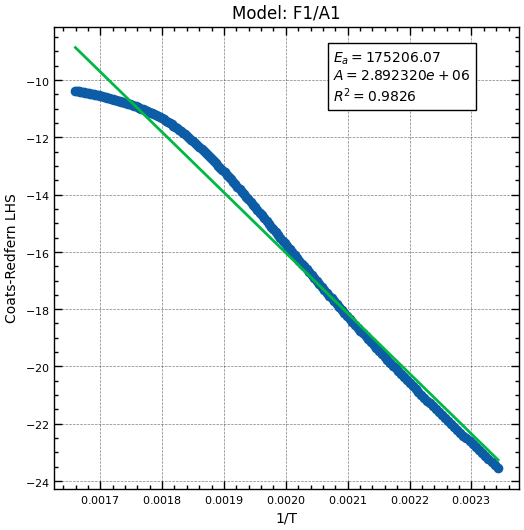 Model: F1/A1
E_a = 175206.07
A = 2.892320e + 06
R² = 0.9826
Coats-Redfern LHS
−10
−12
−14
−16
−18
−20
−22
−24
0.0017 0.0018 0.0019 0.0020 0.0021 0.0022 0.0023
1/T